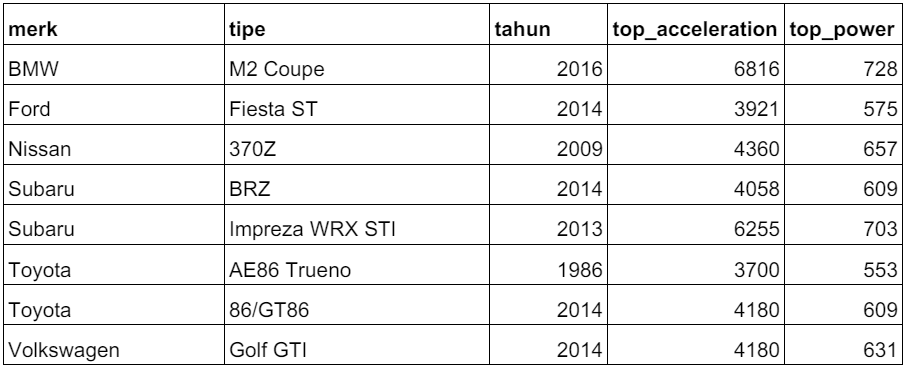 merk tipe tahun top_acceleration top_power
BMW M2 Coupe 2016 6816 728
Ford Fiesta ST 2014 3921 575
Nissan 370Z 2009 4360 657
Subaru BRZ 2014 4058 609
Subaru Impreza WRX STI 2013 6255 703
Toyota AE86 Trueno 1986 3700 553
Toyota 86/GT86 2014 4180 609
Volkswagen Golf GTI 2014 4180 631